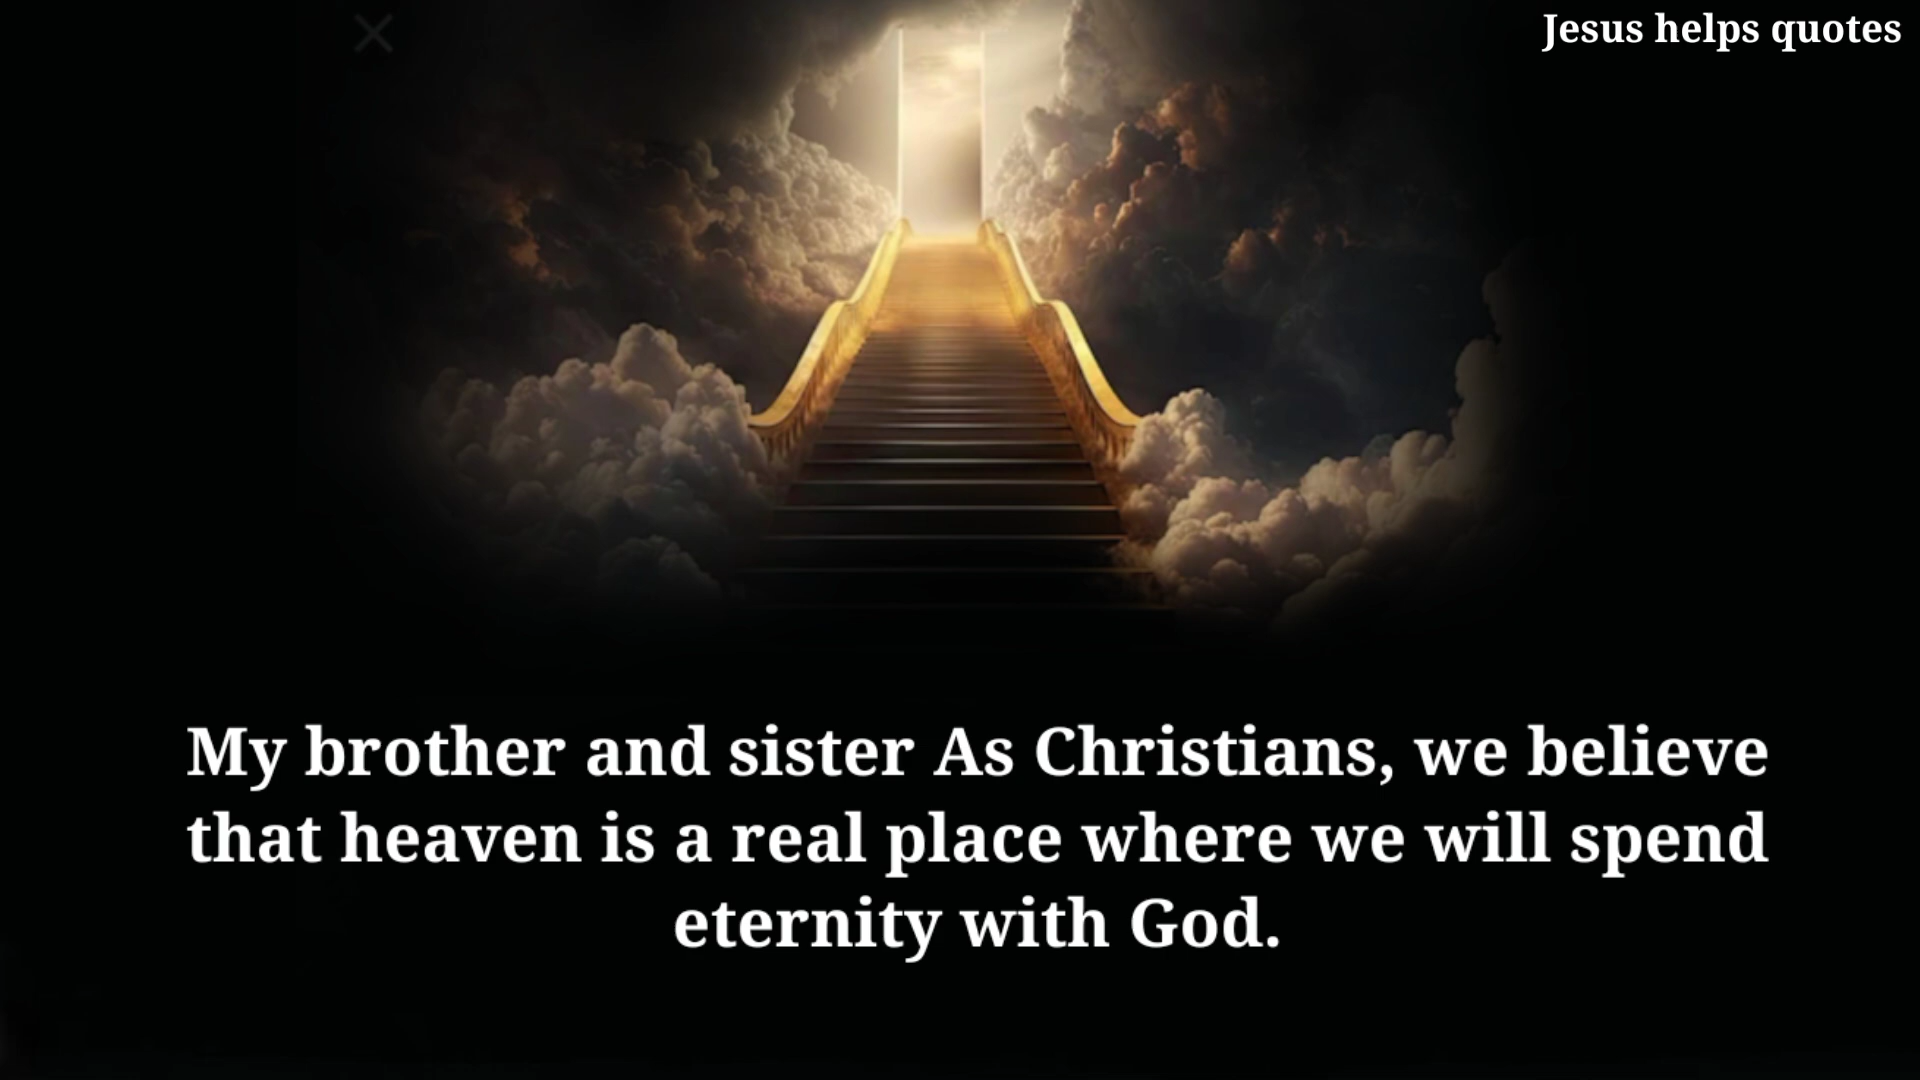 Jesus helps quotes
My brother and sister As Christians, we believe
that heaven is a real place where we will spend
eternity with God.